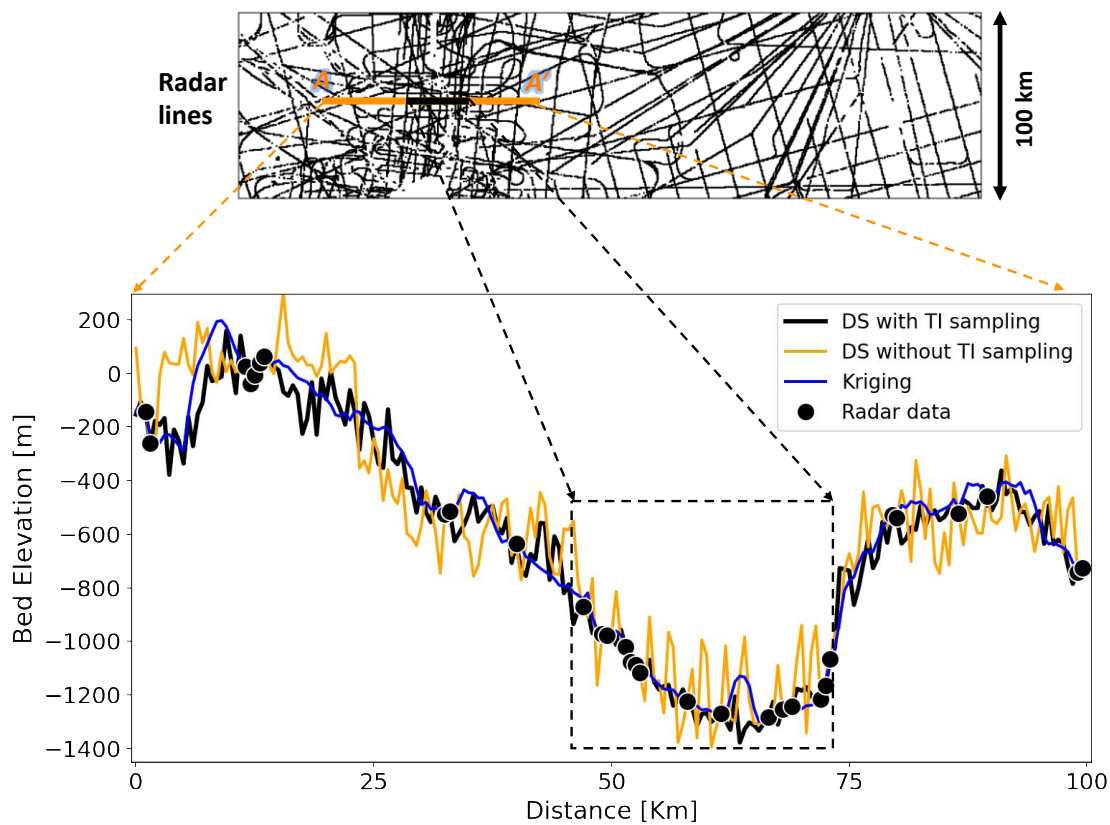 Radar
lines
A
A'
100 km
DS with TI sampling
DS without TI sampling
Kriging
Radar data
Bed Elevation [m]
200
0
−200
−400
−600
−800
−1000
−1200
−1400
0
25
50
75
100
Distance [Km]